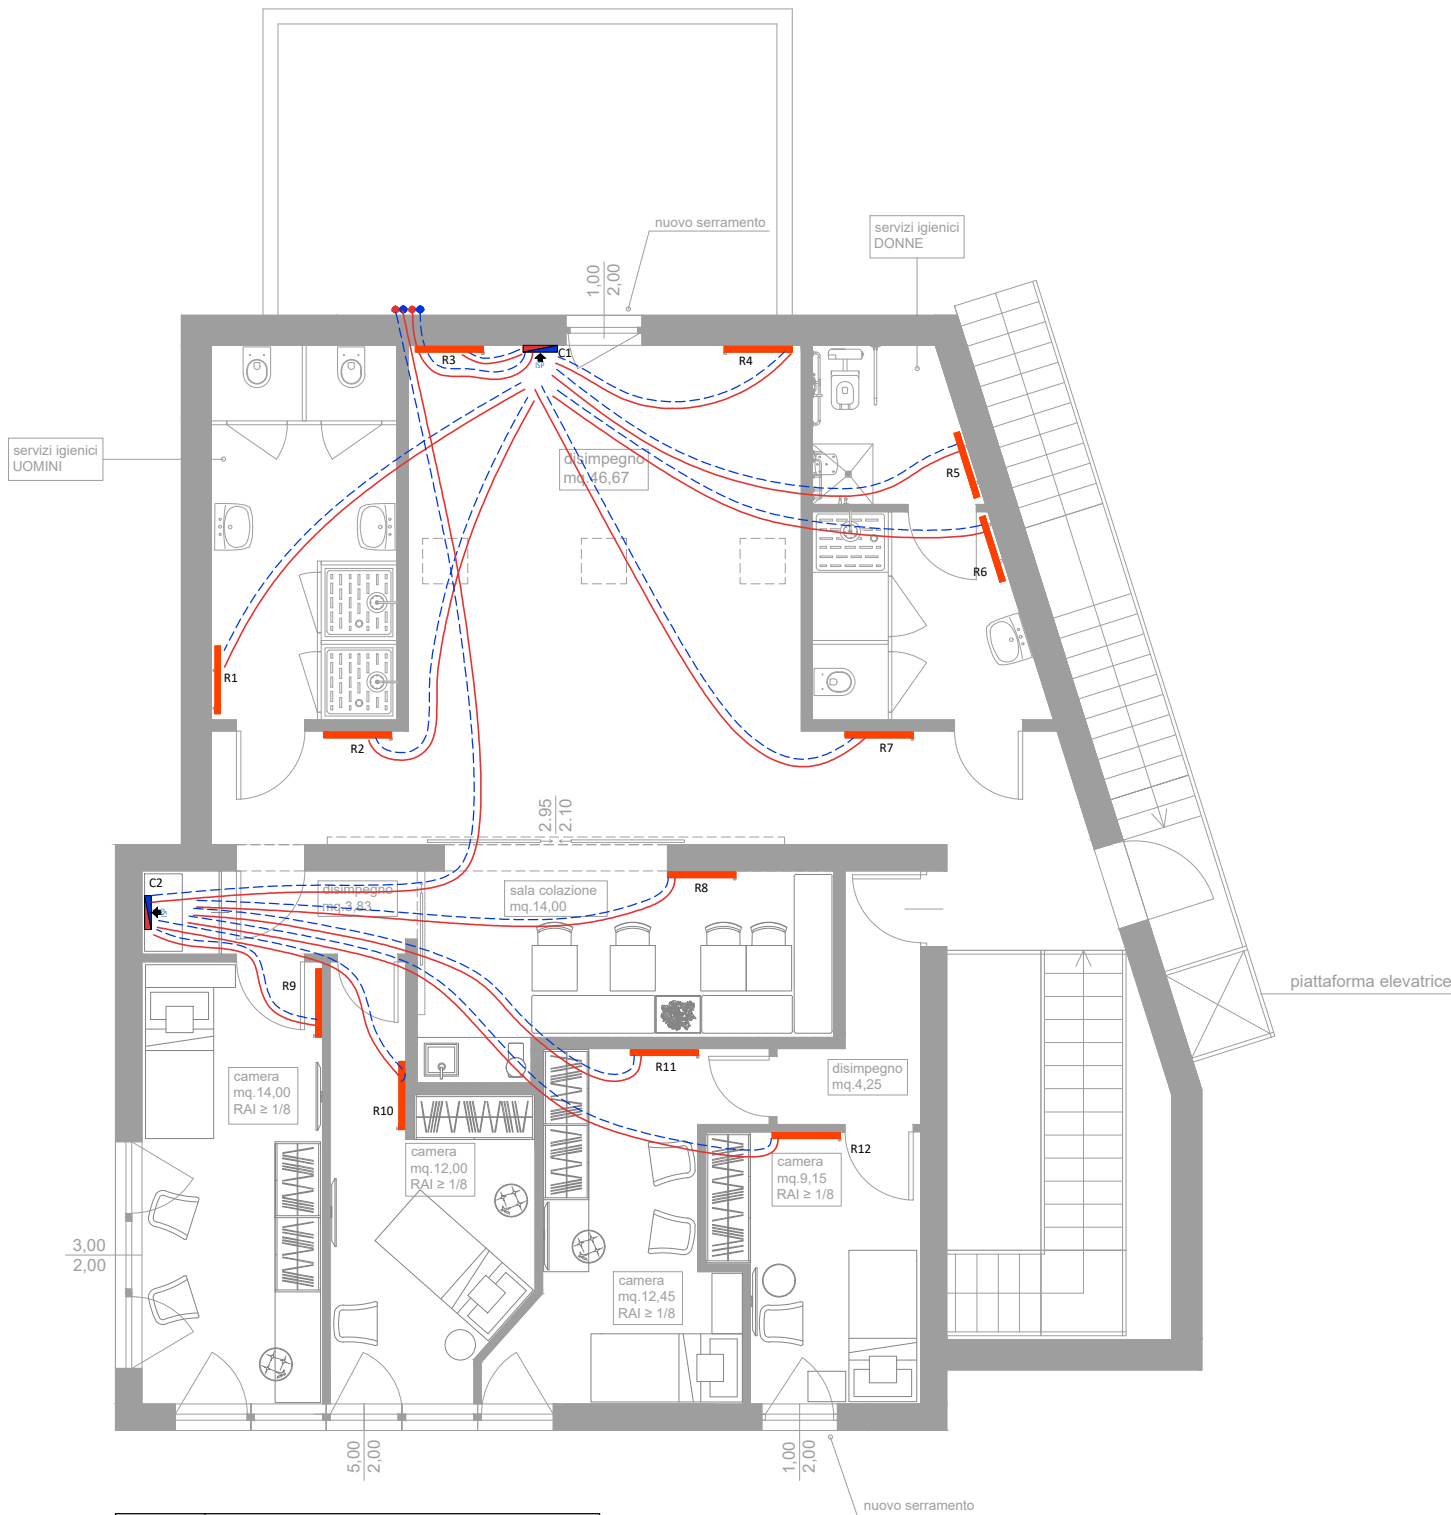 nuovo serramento
servizi igienici
DONNE
1,00
2,00
R3
C1
ISP
R4
servizi igienici
UOMINI
disimpegno
mq.46,67
R5
R6
R1
R2
R7
2.95
2.10
C2
disimpegno
mq.3,83
sala colazione
mq.14,00
R8
piattaforma elevatrice
R9
R11
disimpegno
mq.4,25
camera
mq.14,00
RAI ≥ 1/8
R10
R12
camera
mq.12,00
RAI ≥ 1/8
camera
mq.9,15
RAI ≥ 1/8
3,00
2,00
camera
mq.12,45
RAI ≥ 1/8
5,00
2,00
1,00
2,00
nuovo serramento